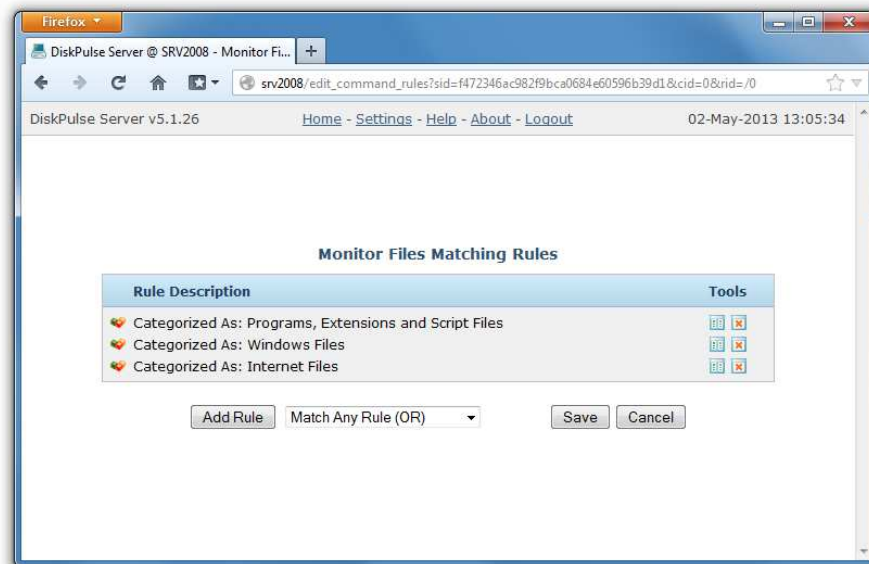 Firefox
DiskPulse Server @ SRV2008 - Monitor Fi...
srv2008/edit_command_rules?sid=f472346ac982f9bca0684e60596b39d1&cid=0&rid=/0
DiskPulse Server v5.1.26 Home - Settings - Help - About - Logout 02-May-2013 13:05:34
Monitor Files Matching Rules
Rule Description Tools
Categorized As: Programs, Extensions and Script Files
Categorized As: Windows Files
Categorized As: Internet Files
Add Rule Match Any Rule (OR) Save Cancel